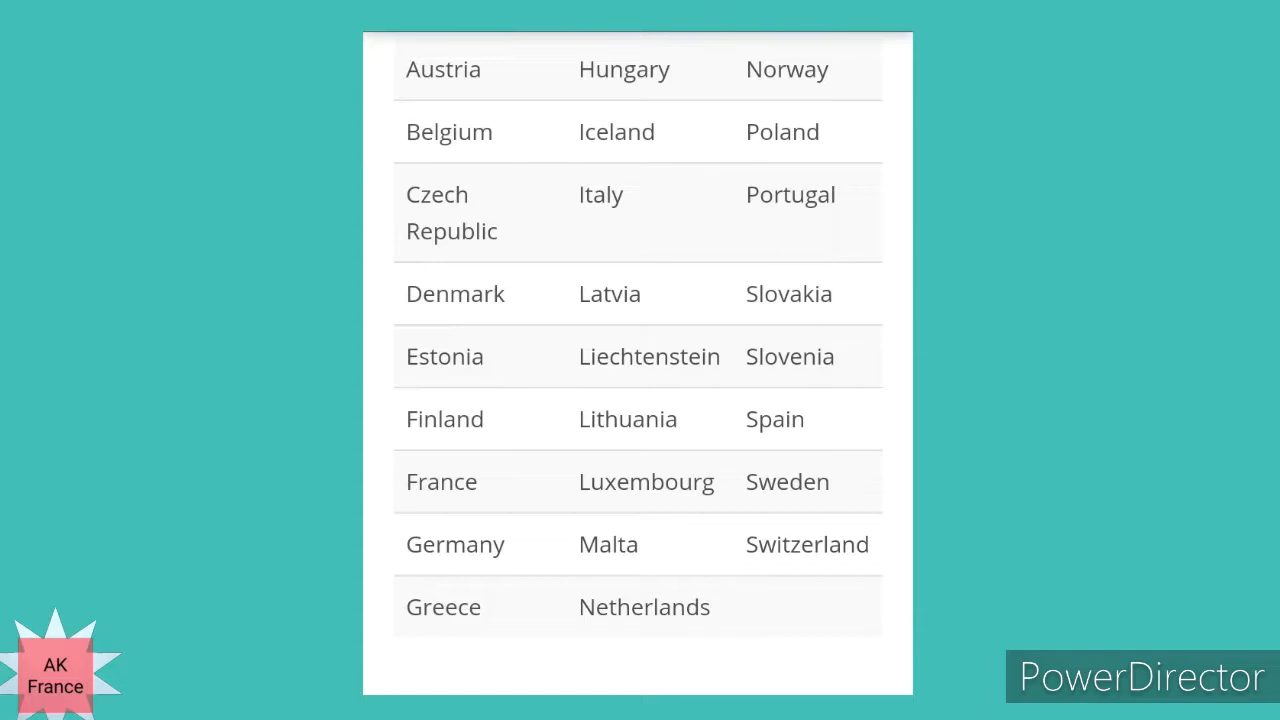 Austria Hungary Norway
Belgium Iceland Poland
Czech Italy Portugal
Republic
Denmark Latvia Slovakia
Estonia Liechtenstein Slovenia
Finland Lithuania Spain
France Luxembourg Sweden
Germany Malta Switzerland
Greece Netherlands
AK
France
PowerDirector